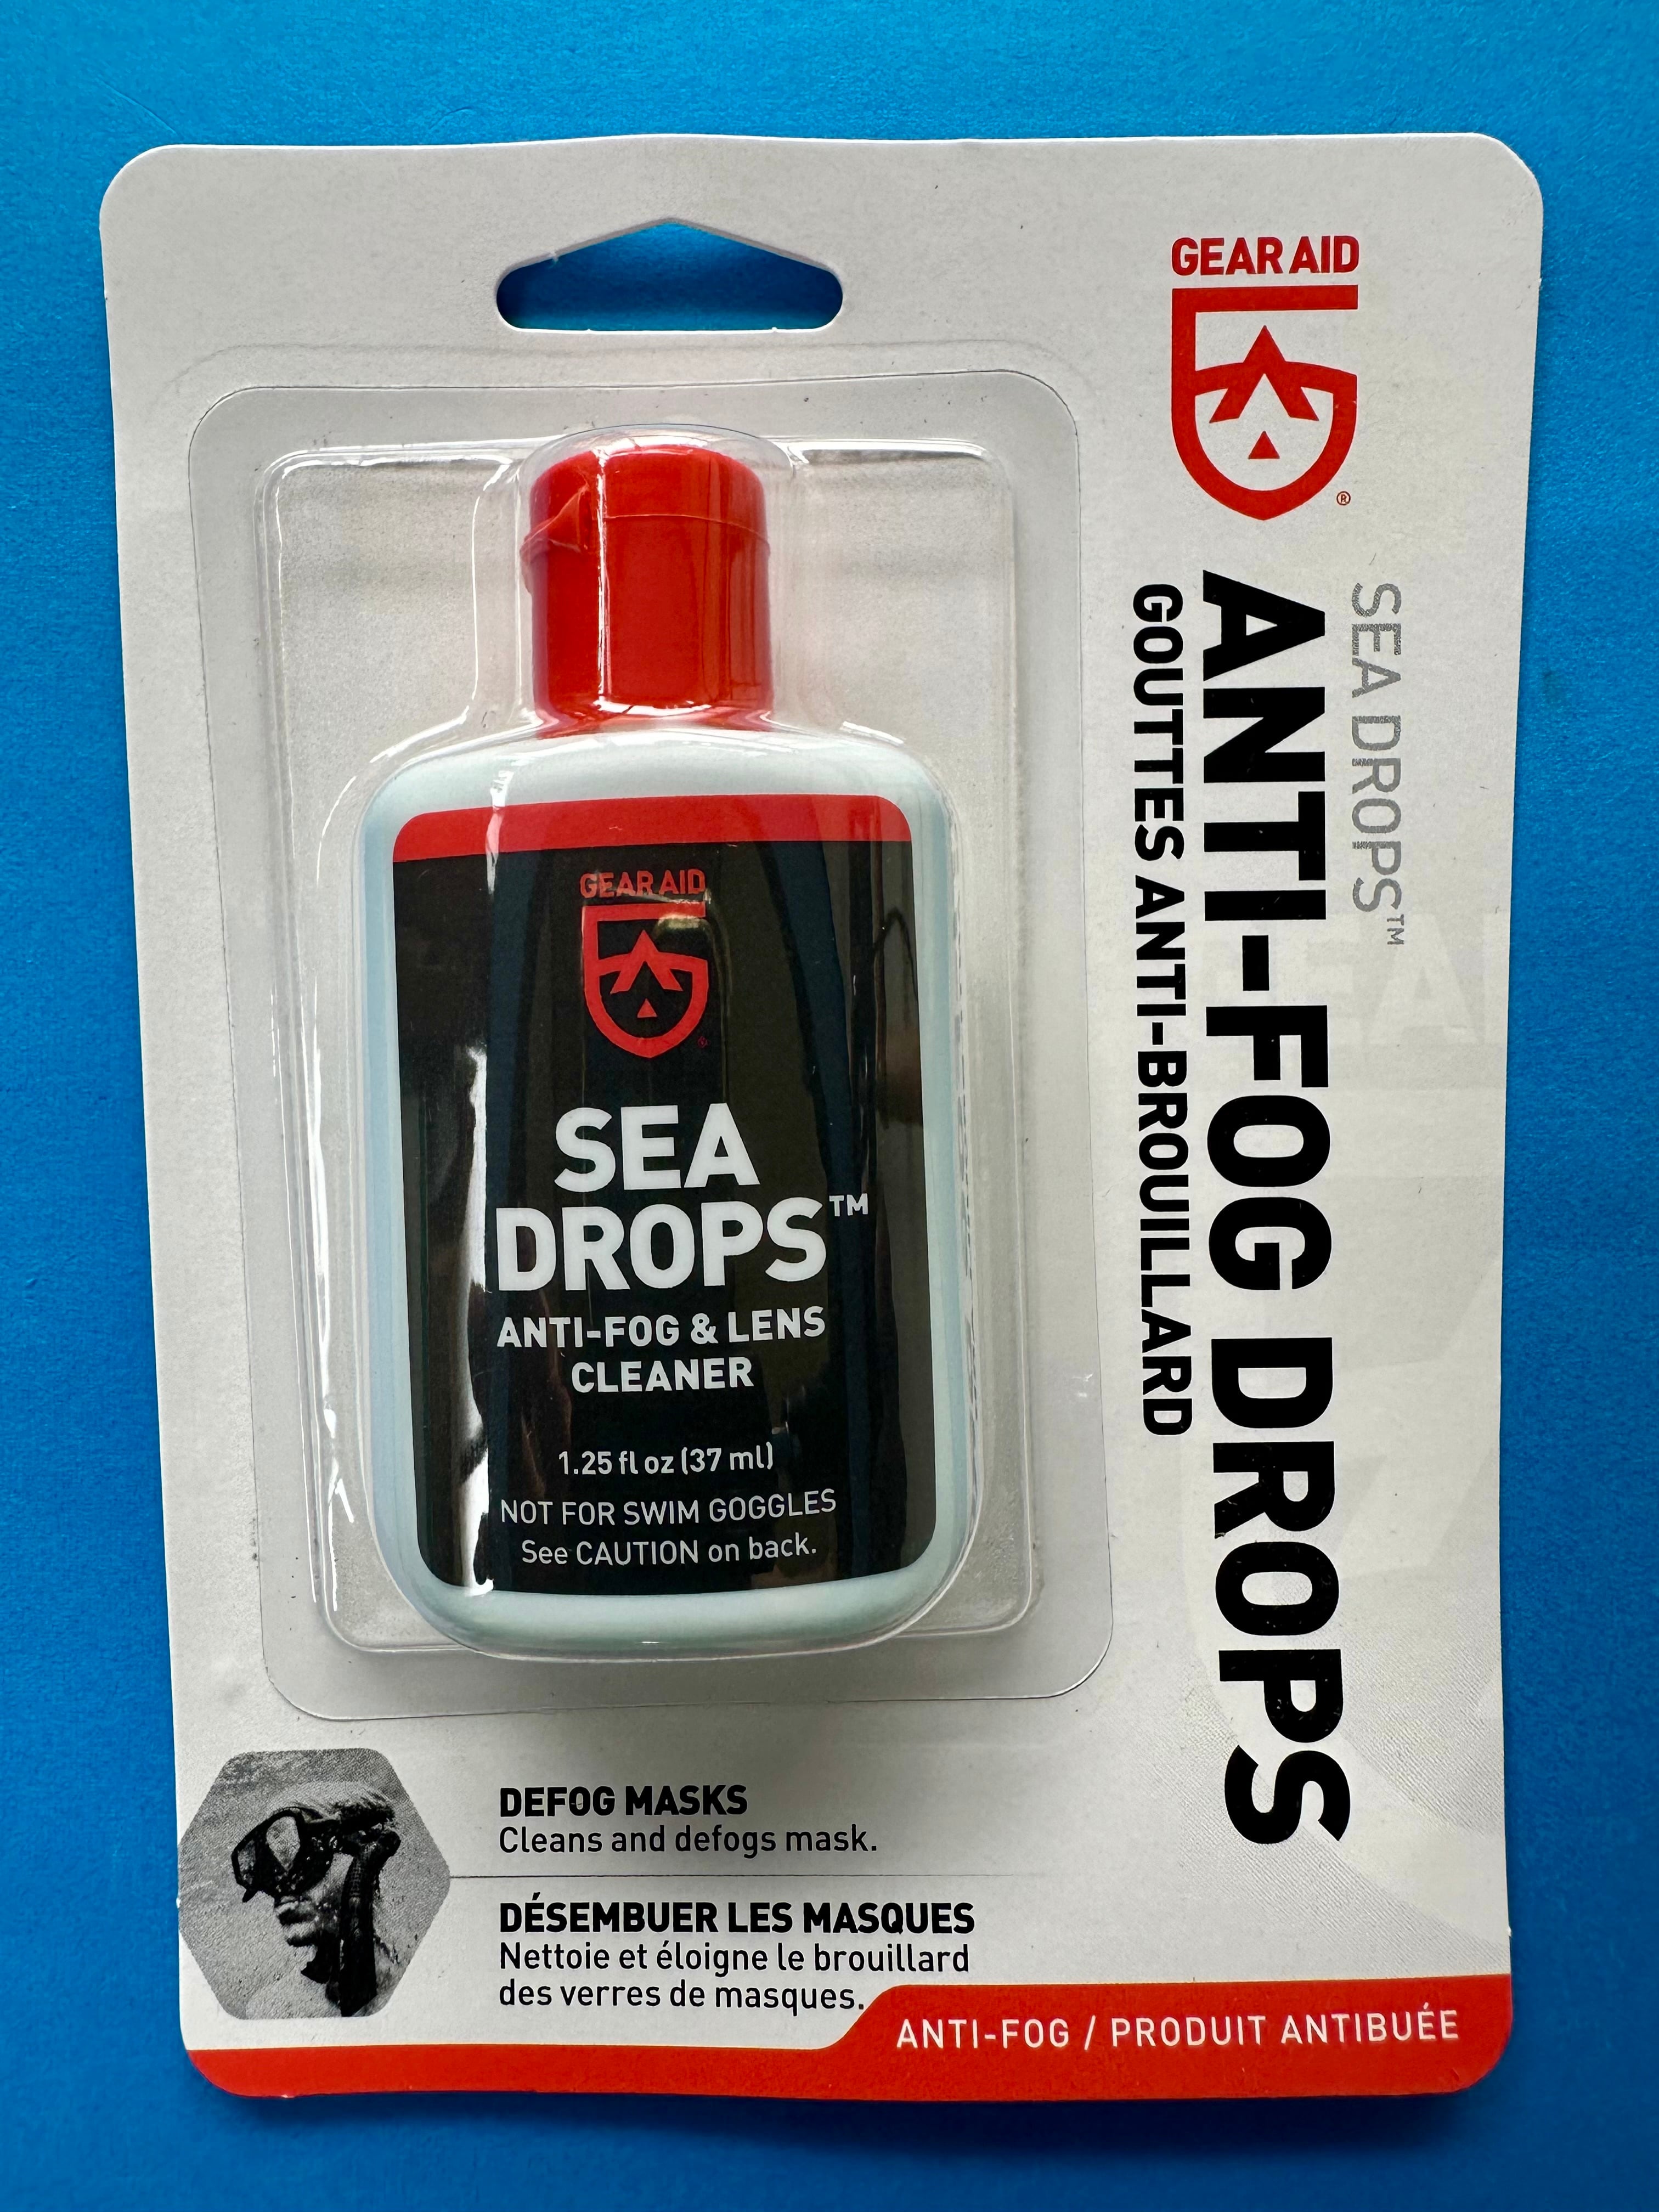 GEAR AID
®
SEA DROPS™
ANTI-FOG DROPS
GOUTTES ANTI-BROUILLARD
GEAR AID
®
SEA
DROPS™
ANTI-FOG & LENS
CLEANER
1.25 fl oz (37 ml)
NOT FOR SWIM GOGGLES
See CAUTION on back.
DEFOG MASKS
Cleans and defogs mask.
DÉSEMBUER LES MASQUES
Nettoie et éloigne le brouillard
des verres de masques.
ANTI-FOG / PRODUIT ANTIBUÉE